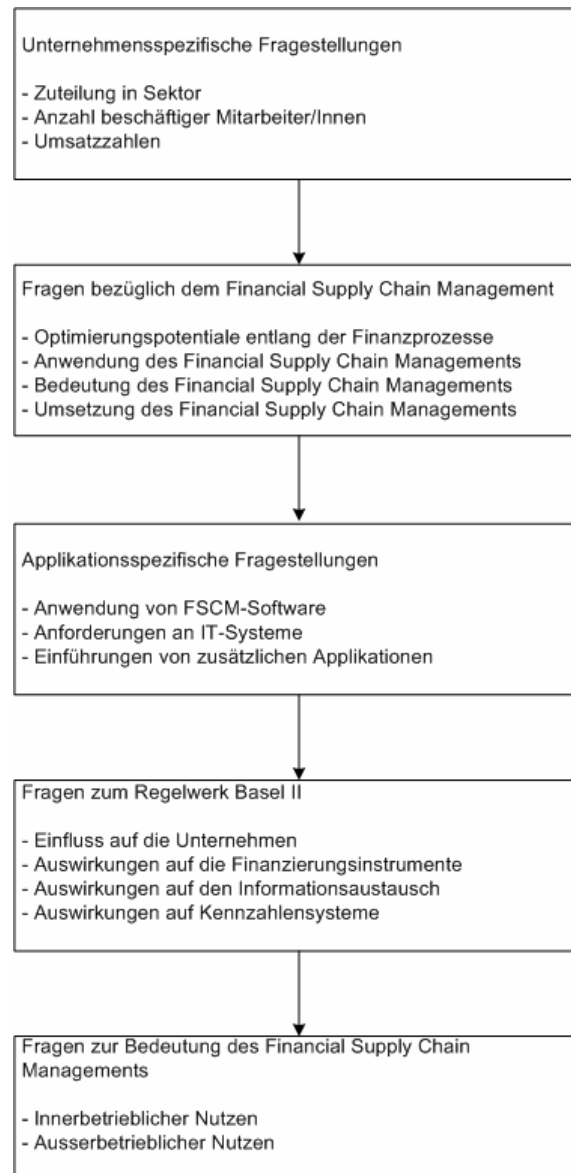 Unternehmensspezifische Fragestellungen
- Zuteilung in Sektor
- Anzahl beschäftiger Mitarbeiter/Innen
- Umsatzzahlen
Fragen bezüglich dem Financial Supply Chain Management
- Optimierungspotentiale entlang der Finanzprozesse
- Anwendung des Financial Supply Chain Managements
- Bedeutung des Financial Supply Chain Managements
- Umsetzung des Financial Supply Chain Managements
Applikationsspezifische Fragestellungen
- Anwendung von FSCM-Software
- Anforderungen an IT-Systeme
- Einführungen von zusätzlichen Applikationen
Fragen zum Regelwerk Basel II
- Einfluss auf die Unternehmen
- Auswirkungen auf die Finanzierungsinstrumente
- Auswirkungen auf den Informationsaustausch
- Auswirkungen auf Kennzahlensysteme
Fragen zur Bedeutung des Financial Supply Chain
Managements
- Innerbetrieblicher Nutzen
- Ausserbetrieblicher Nutzen